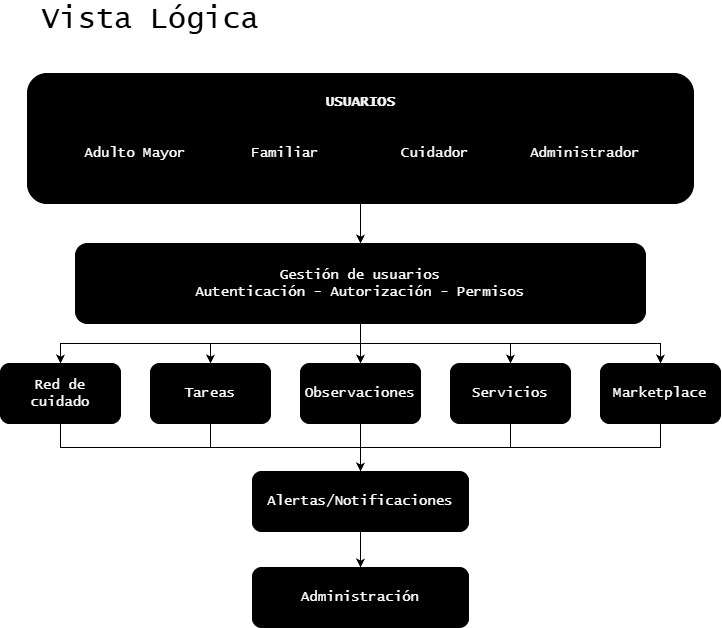 Vista Lógica
USUARIOS
Adulto Mayor
Familiar
Cuidador
Administrador
Gestión de usuarios
Autenticación - Autorización - Permisos
Red de
cuidado
Tareas
Observaciones
Servicios
Marketplace
Alertas/Notificaciones
Administración